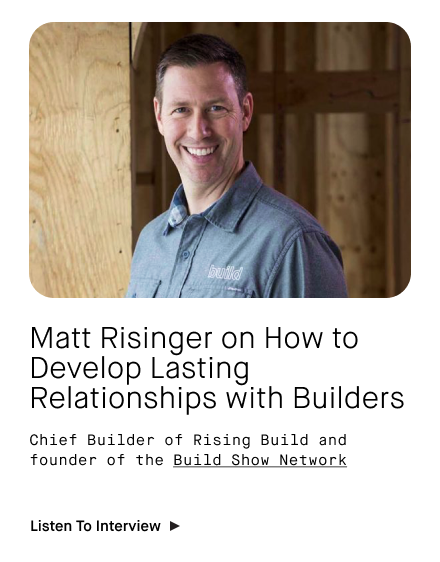 build
Matt Risinger on How to
Develop Lasting
Relationships with Builders
Chief Builder of Rising Build and
founder of the Build Show Network
Listen To Interview ▶